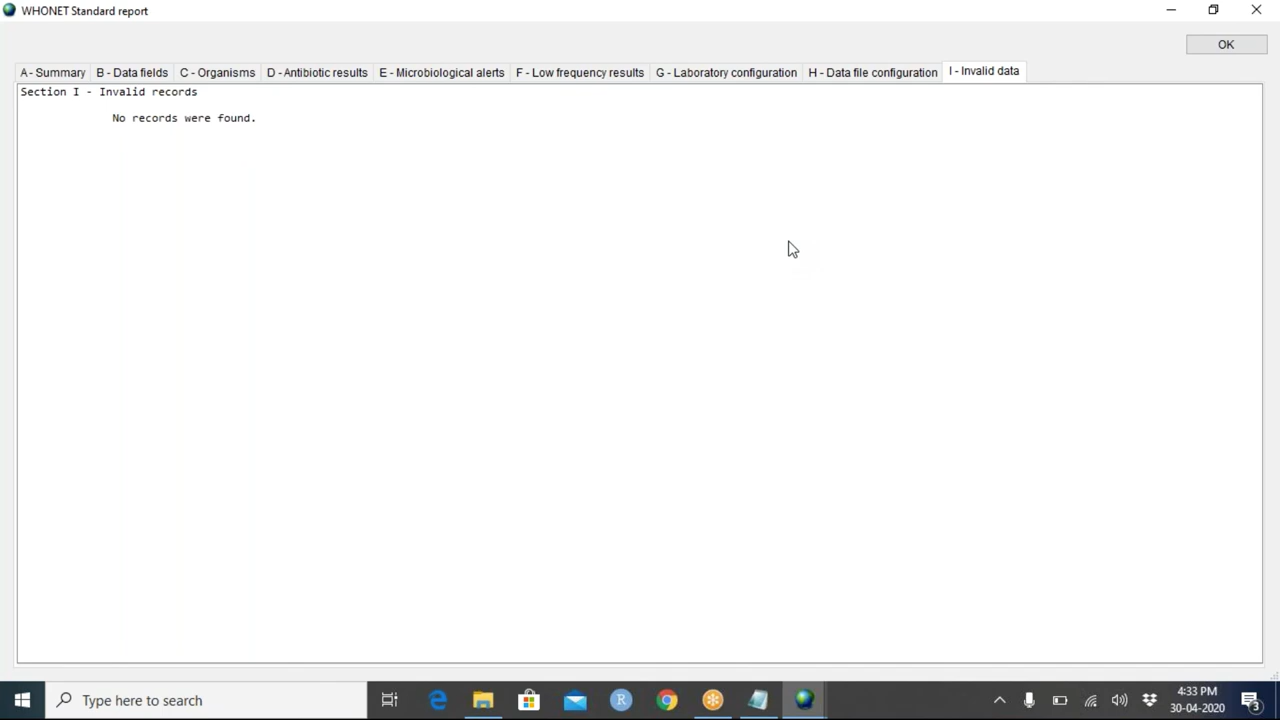 WHONET Standard report
OK
A - Summary B - Data fields C - Organisms D - Antibiotic results E - Microbiological alerts F - Low frequency results G - Laboratory configuration H - Data file configuration I - Invalid data
Section I - Invalid records
No records were found.
Type here to search
4:33 PM
30-04-2020
3